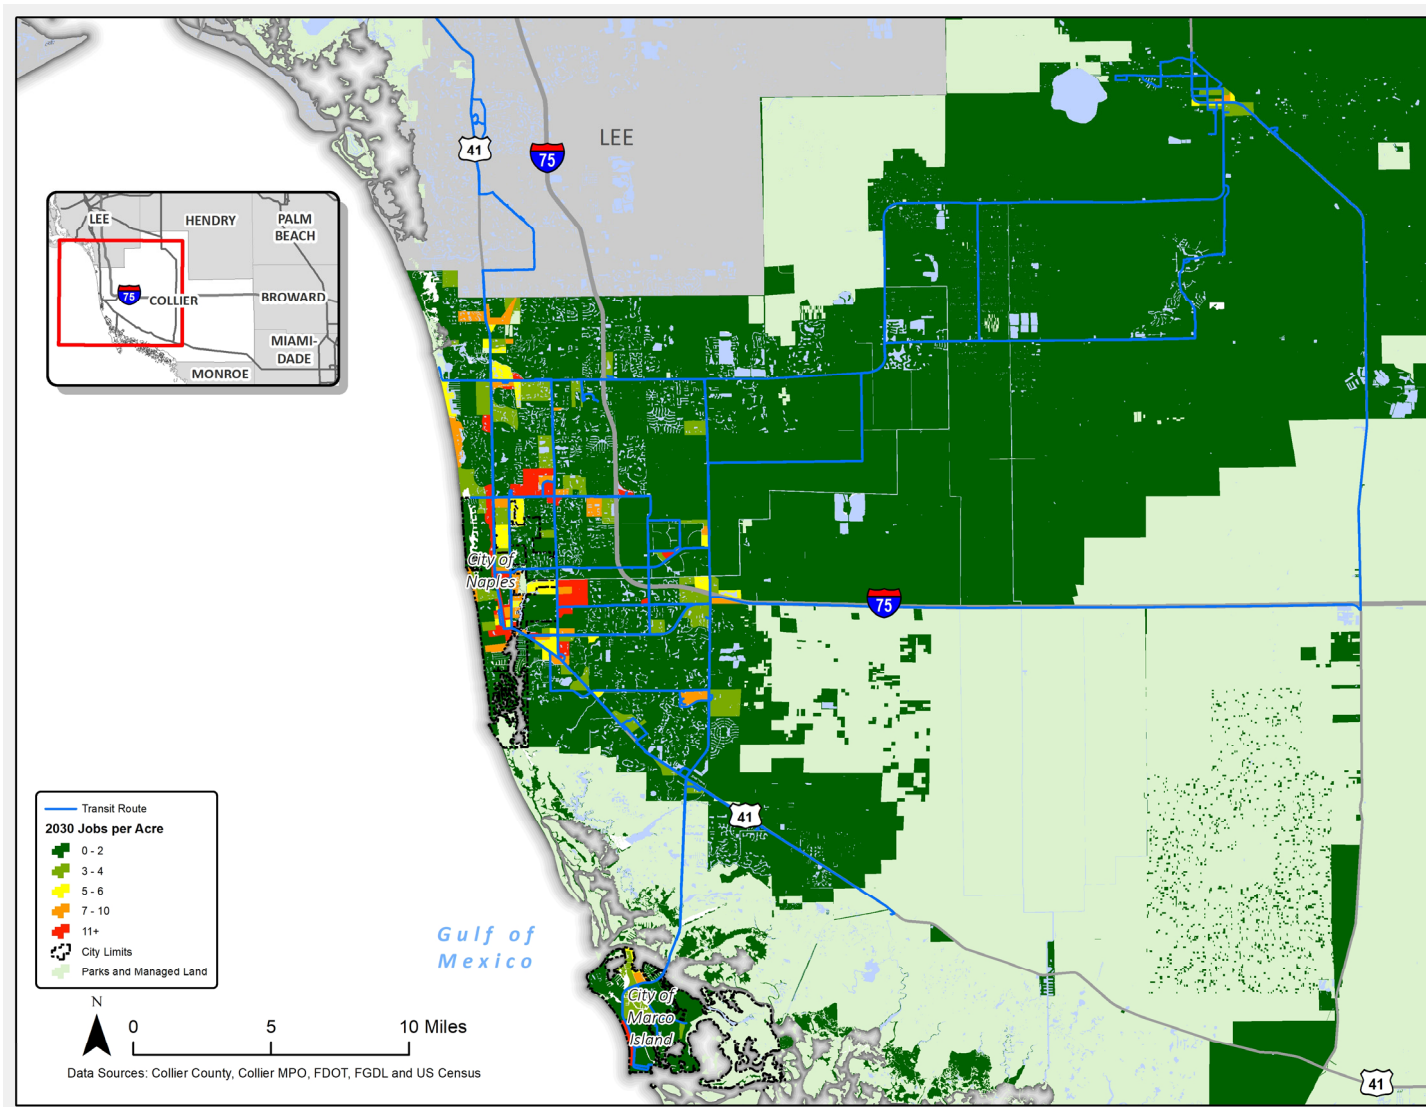 41
75
LEE
LEE
HENDRY
PALM
BEACH
75
COLLIER
BROWARD
MIAMI-
DADE
MONROE
City of
Naples
75
41
Transit Route
2030 Jobs per Acre
0 - 2
3 - 4
5 - 6
7 - 10
11+
City Limits
Parks and Managed Land
Gulf of
Mexico
City of
Marco
Island
N
0
5
10 Miles
Data Sources: Collier County, Collier MPO, FDOT, FGDL and US Census
41